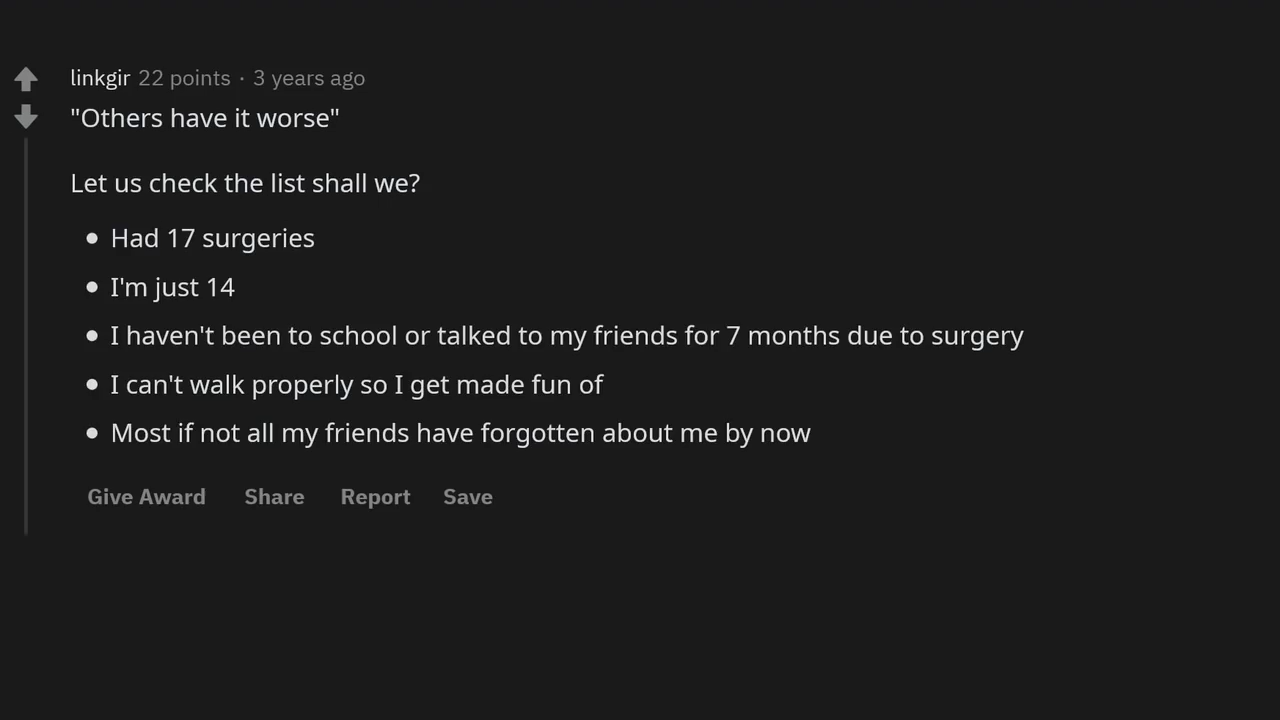 linkgir 22 points · 3 years ago
"Others have it worse"
Let us check the list shall we?
• Had 17 surgeries
• I'm just 14
• I haven't been to school or talked to my friends for 7 months due to surgery
• I can't walk properly so I get made fun of
• Most if not all my friends have forgotten about me by now
Give Award Share Report Save